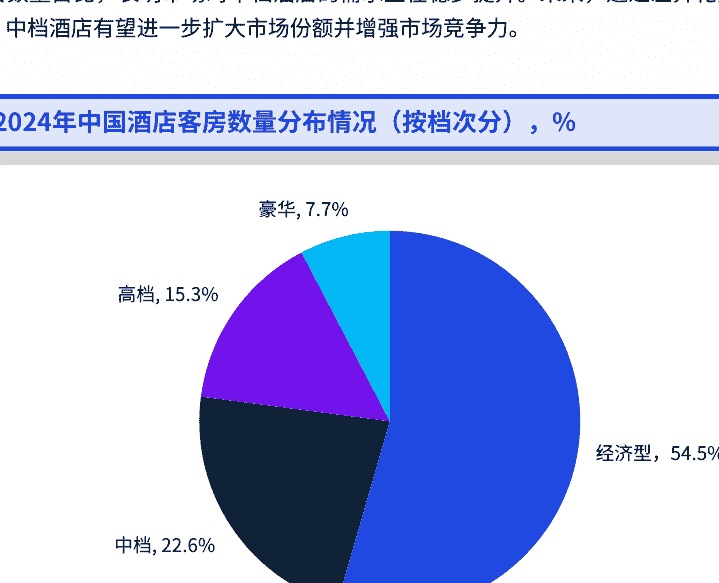 中档酒店有望进一步扩大市场份额并增强市场竞争力。
2024年中国酒店客房数量分布情况（按档次分），%
豪华, 7.7%
高档, 15.3%
经济型，54.5%
中档, 22.6%